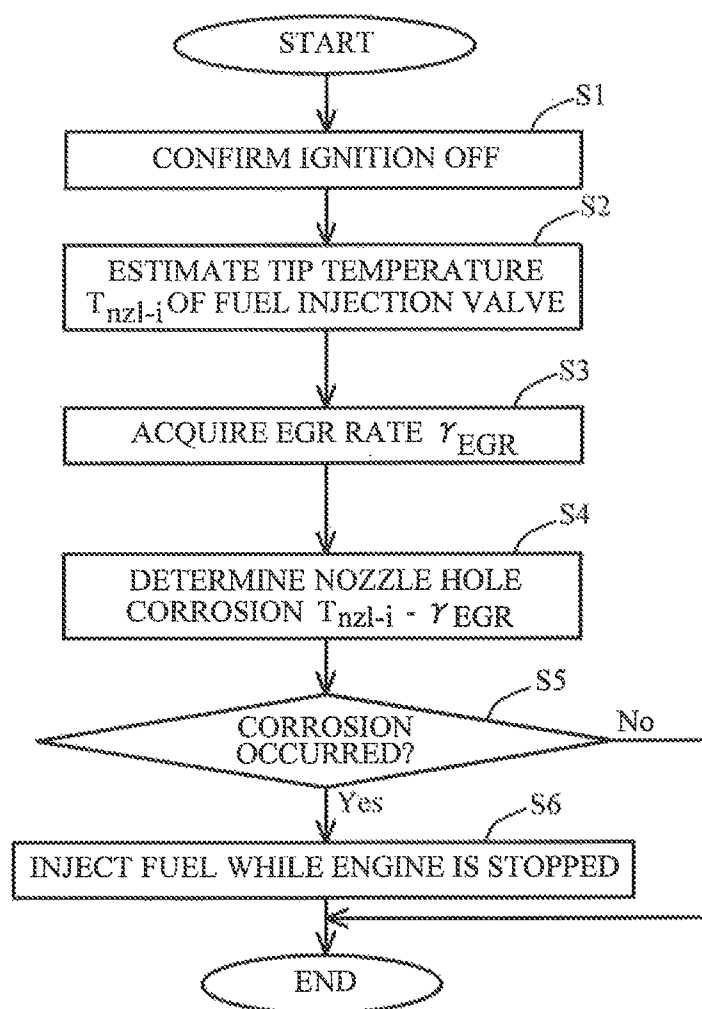 START
S1
CONFIRM IGNITION OFF
S2
ESTIMATE TIP TEMPERATURE
Tnzl-i OF FUEL INJECTION VALVE
S3
ACQUIRE EGR RATE γEGR
S4
DETERMINE NOZZLE HOLE
CORROSION Tnzl-i - γEGR
S5
CORROSION
OCCURRED?
No
Yes
S6
INJECT FUEL WHILE ENGINE IS STOPPED
END